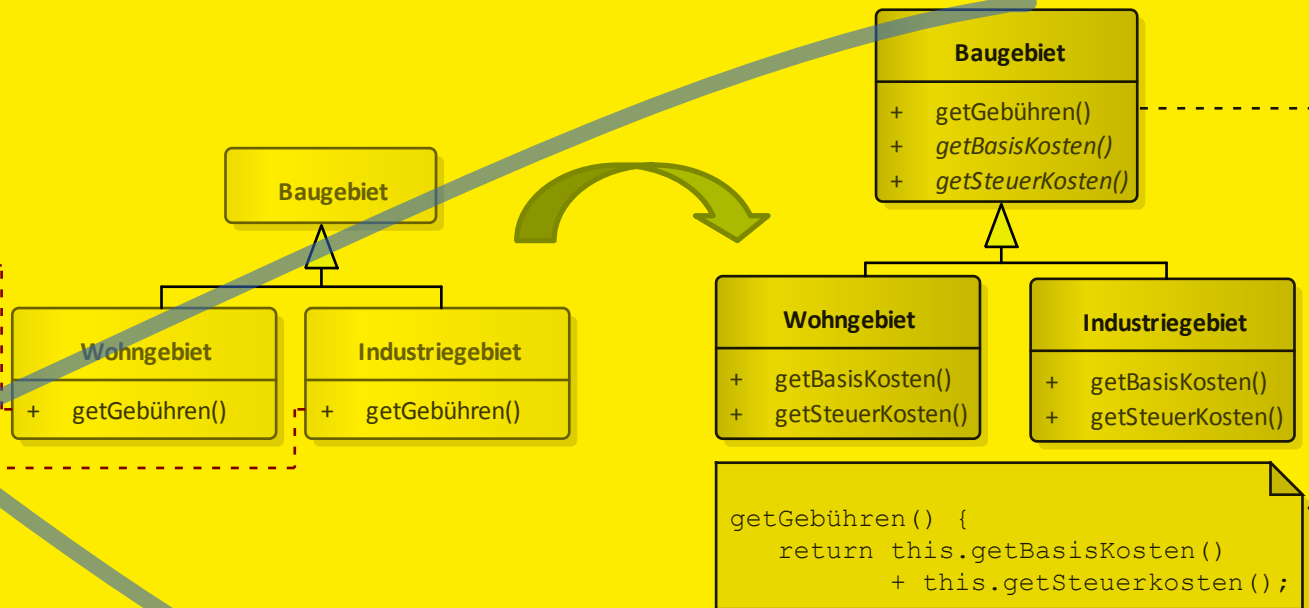 Baugebiet
Wohngebiet
+ getGebühren()
Industriegebiet
+ getGebühren()
Baugebiet
+ getGebühren()
+ getBasisKosten()
+ getSteuerKosten()
Wohngebiet
+ getBasisKosten()
+ getSteuerKosten()
Industriegebiet
+ getBasisKosten()
+ getSteuerKosten()
getGebühren() {
return this.getBasisKosten()
+ this.getSteuerkosten();